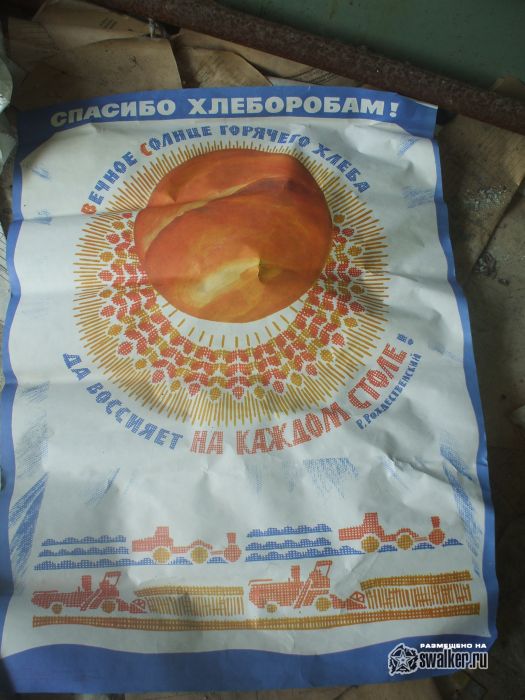 СПАСИБО ХЛЕБОРОБАМ!
ВЕЧНОЕ СОЛНЦЕ ГОРЯЧЕГО ХЛЕБА
ДА ВОССИЯЕТ НА КАЖДОМ СТОЛЕ!
Р. РОЖДЕСТВЕНСКИЙ
РАЗМЕЩЕНО НА
swalker.ru